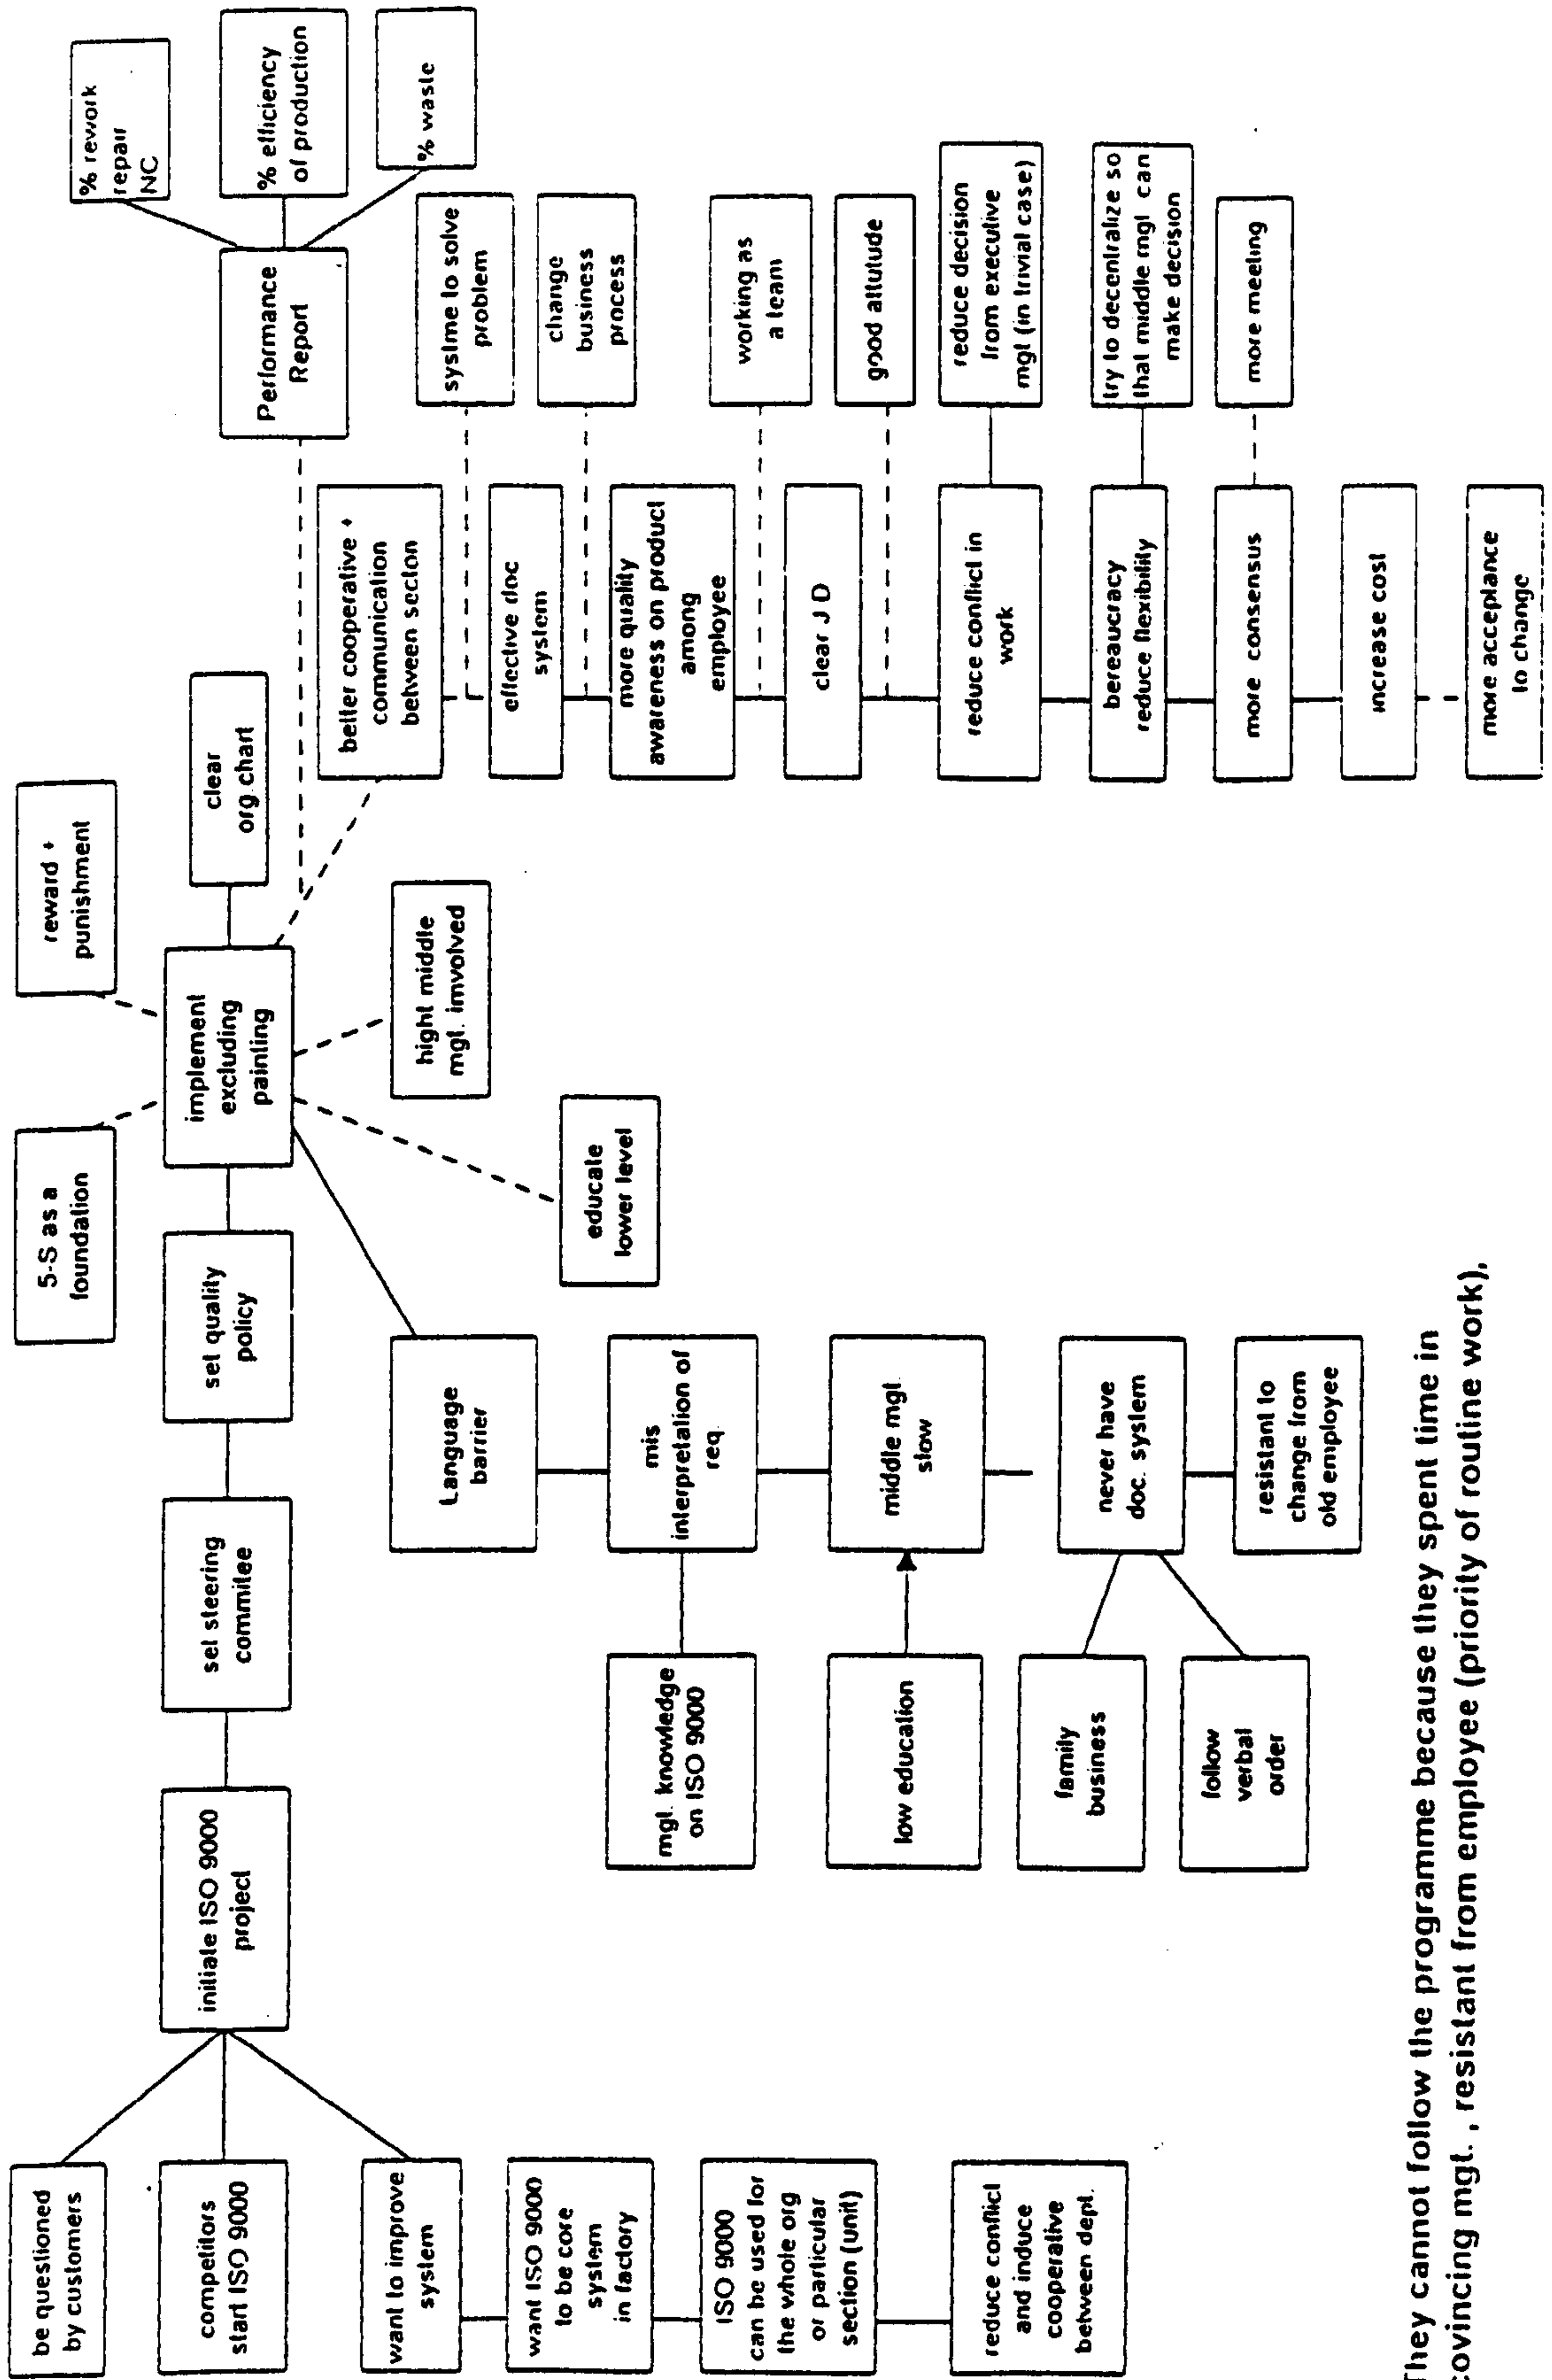 be questioned
by customers
competitors
start ISO 9000
want to improve
system
want ISO 9000
to be core
system
in factory
ISO 9000
can be used for
the whole org
or particular
section (unit)
reduce conflict
and induce
cooperative
between dept.
initiate ISO 9000
project
set steering
commitee
set quality
policy
5-S as a
foundation
reward +
punishment
implement
excluding
painting
clear
org.chart
hight middle
mgt. imvolved
educate
lower level
Language
barrier
mis
interpretation of
req.
mgt. knowledge
on ISO 9000
middle mgt.
slow
low education
never have
doc. system
family
business
follow
verbal
order
resistant to
change from
old employee
Performance
Report
% rework
repair
NC
% efficiency
of production
% waste
better cooperative +
communication
between secton
systme to solve
problem
effective doc
system
change
business
process
more quality
awareness on product
among
employee
working as
a team
clear J D
good attutude
reduce conflict in
work
reduce decision
from executive
mgt (in trivial case)
bereaucracy
reduce flexibility
try to decentralize so
that middle mgt can
make decision
more consensus
more meeting
increase cost
more acceptance
to change
They cannot follow the programme because they spent time in
covincing mgt. , resistant from employee (priority of routine work),